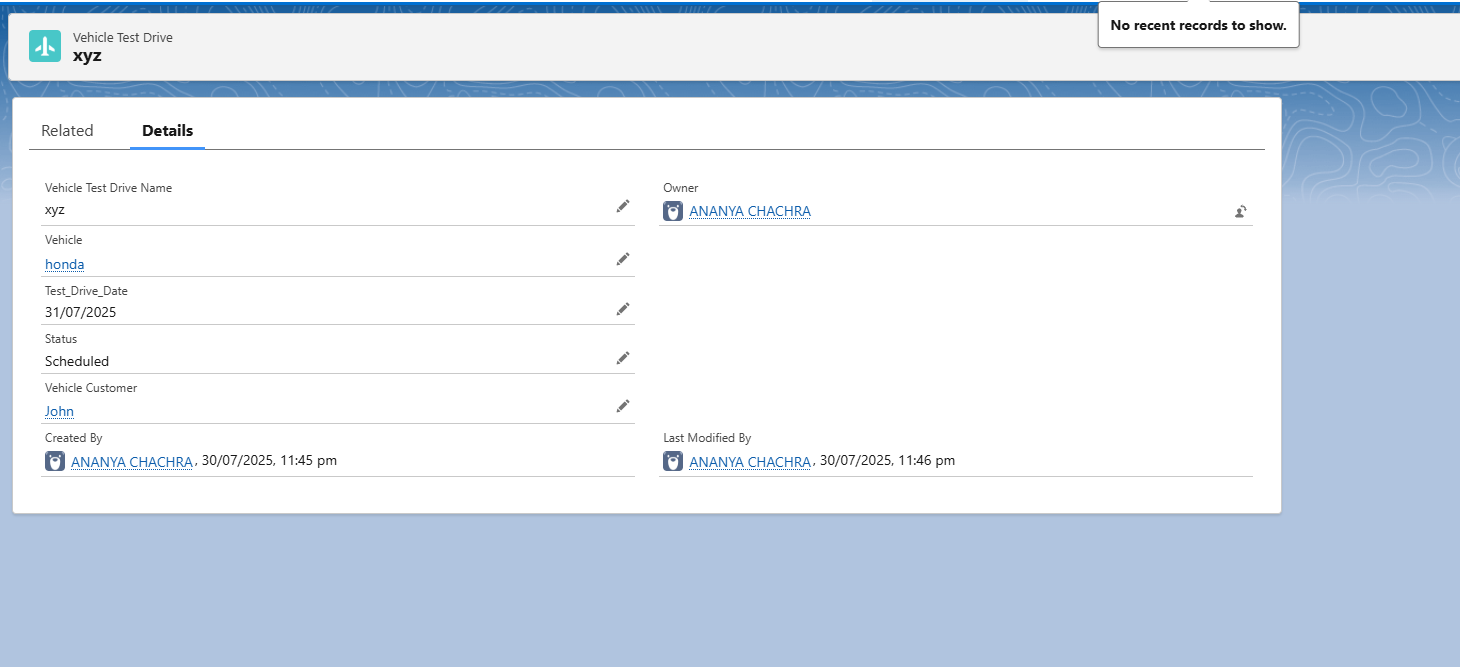 No recent records to show.
Vehicle Test Drive
xyz
Related
Details
Vehicle Test Drive Name
xyz
Owner
ANANYA CHACHRA
Vehicle
honda
Test_Drive_Date
31/07/2025
Status
Scheduled
Vehicle Customer
John
Created By
ANANYA CHACHRA, 30/07/2025, 11:45 pm
Last Modified By
ANANYA CHACHRA, 30/07/2025, 11:46 pm